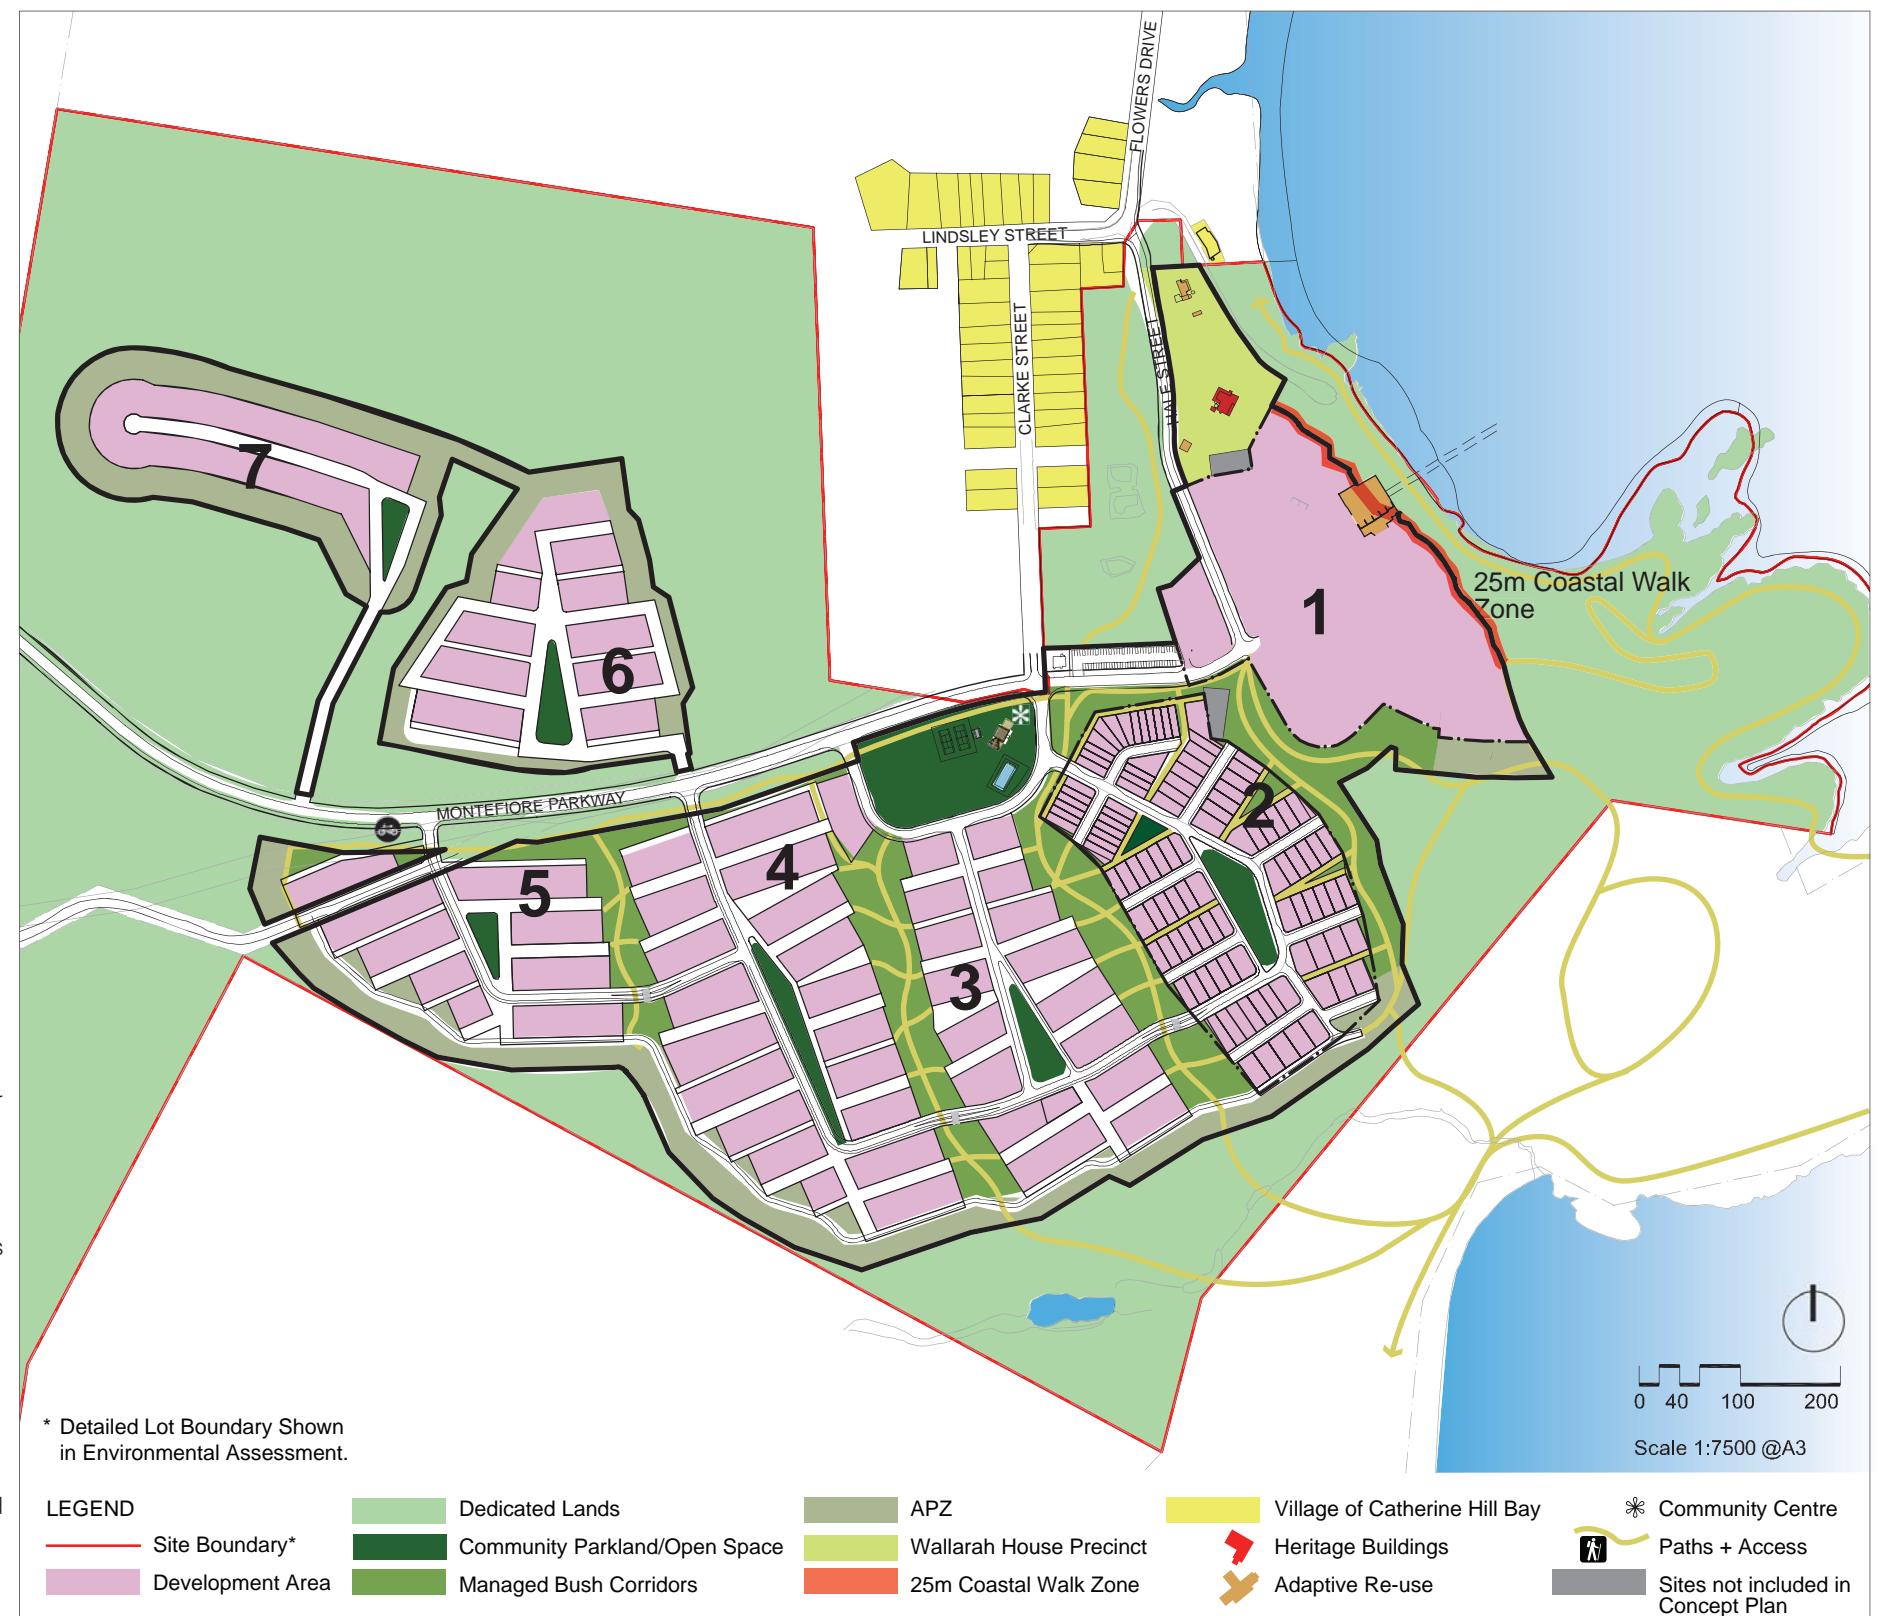 FLOWERS DRIVE
LINDSLEY STREET
CLARKE STREET
HALE STREET
7
6
1
25m Coastal Walk
Zone
MONTEFIORE PARKWAY
2
4
5
3
0 40 100 200
Scale 1:7500 @A3
* Detailed Lot Boundary Shown
in Environmental Assessment.
LEGEND
Site Boundary*
Development Area
Dedicated Lands
Community Parkland/Open Space
Managed Bush Corridors
APZ
Wallarah House Precinct
25m Coastal Walk Zone
Village of Catherine Hill Bay
Heritage Buildings
Adaptive Re-use
Community Centre
Paths + Access
Sites not included in
Concept Plan